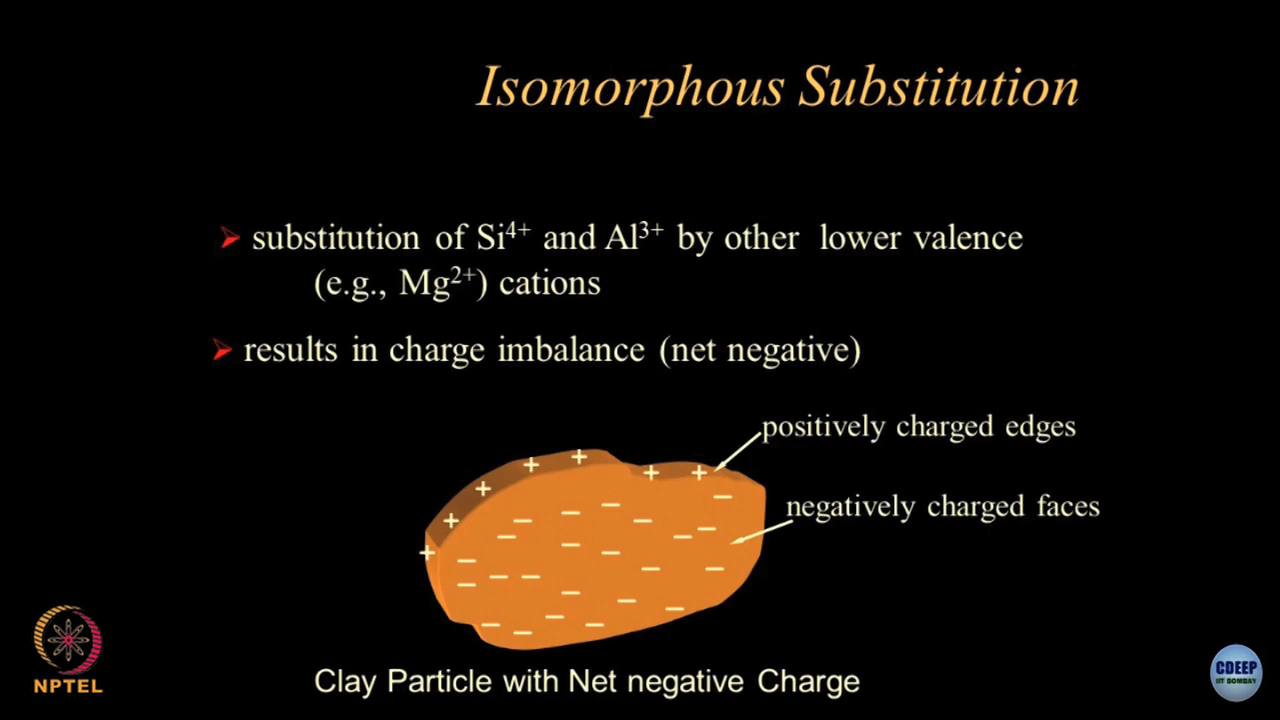 Isomorphous Substitution
substitution of Si⁴⁺ and Al³⁺ by other lower valence
(e.g., Mg²⁺) cations
results in charge imbalance (net negative)
positively charged edges
negatively charged faces
Clay Particle with Net negative Charge
NPTEL
CDEEP
IIT BOMBAY